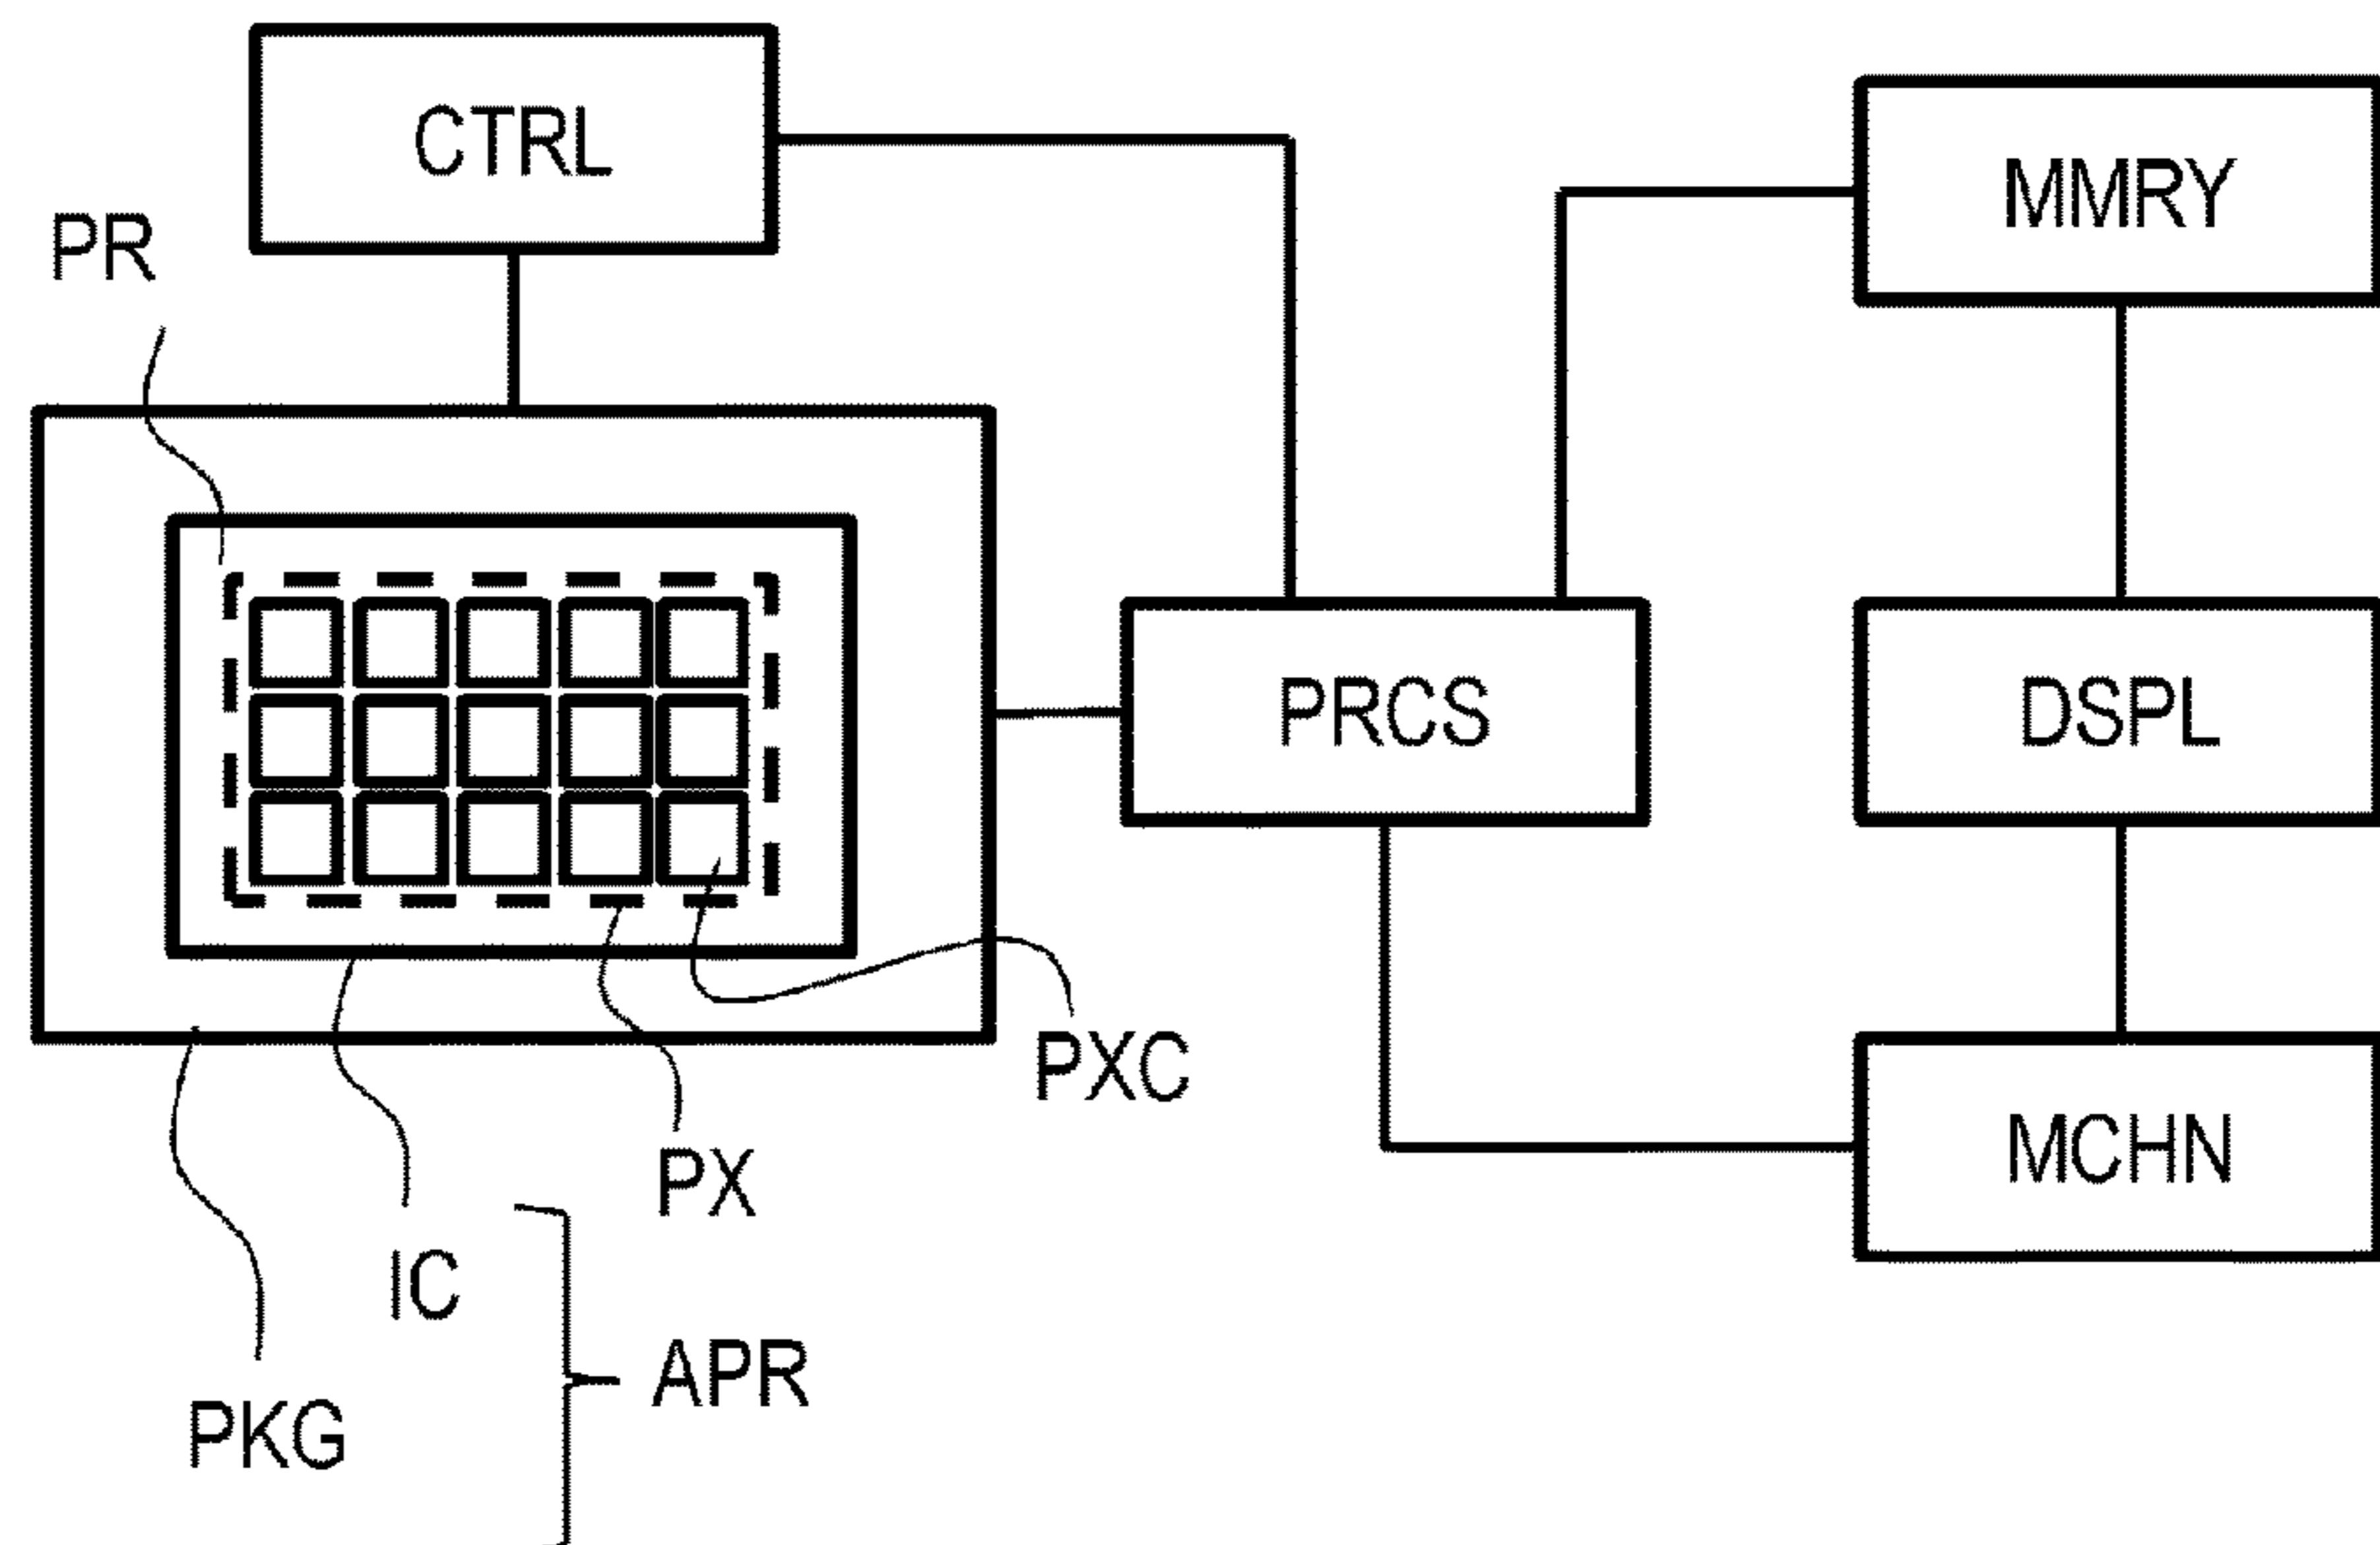 CTRL
MMRY
PR
PRCS
DSPL
PXC
MCHN
PX
IC
APR
PKG